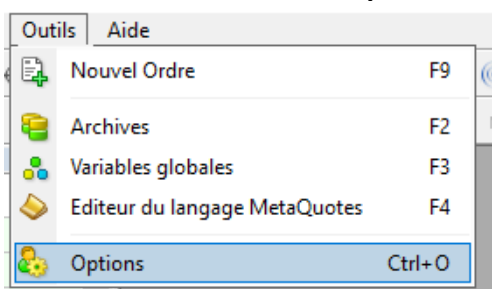 Outils Aide
Nouvel Ordre F9
Archives F2
Variables globales F3
Editeur du langage MetaQuotes F4
Options Ctrl+O